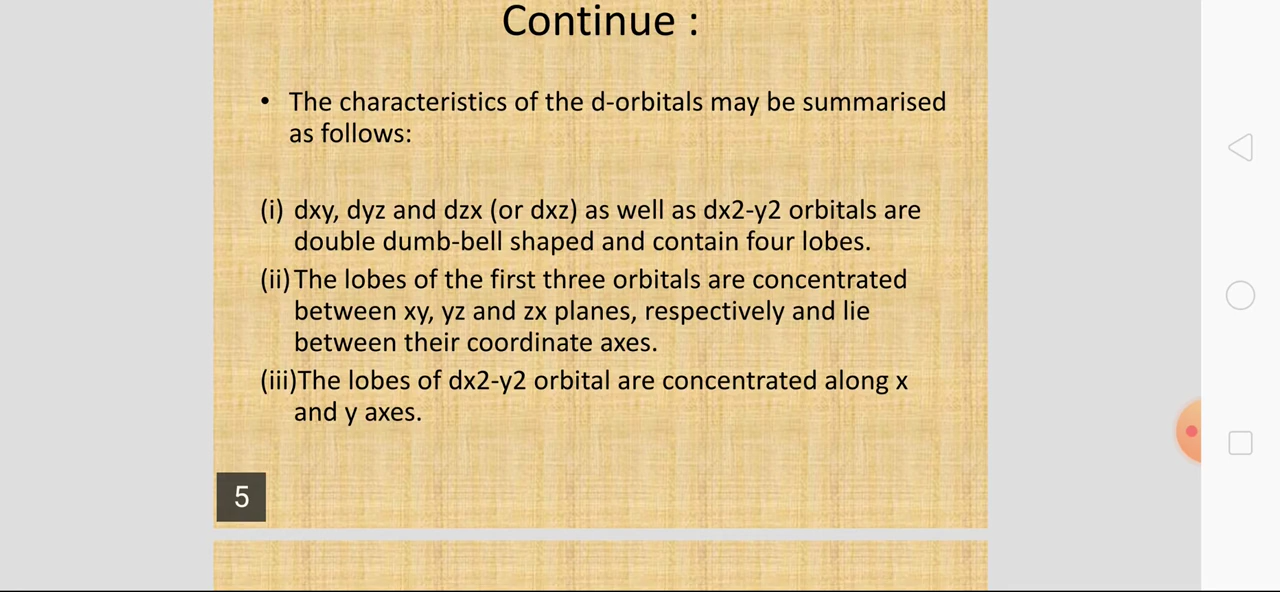 Continue :
• The characteristics of the d-orbitals may be summarised
as follows:
(i) dxy, dyz and dzx (or dxz) as well as dx2-y2 orbitals are
double dumb-bell shaped and contain four lobes.
(ii) The lobes of the first three orbitals are concentrated
between xy, yz and zx planes, respectively and lie
between their coordinate axes.
(iii)The lobes of dx2-y2 orbital are concentrated along x
and y axes.
5